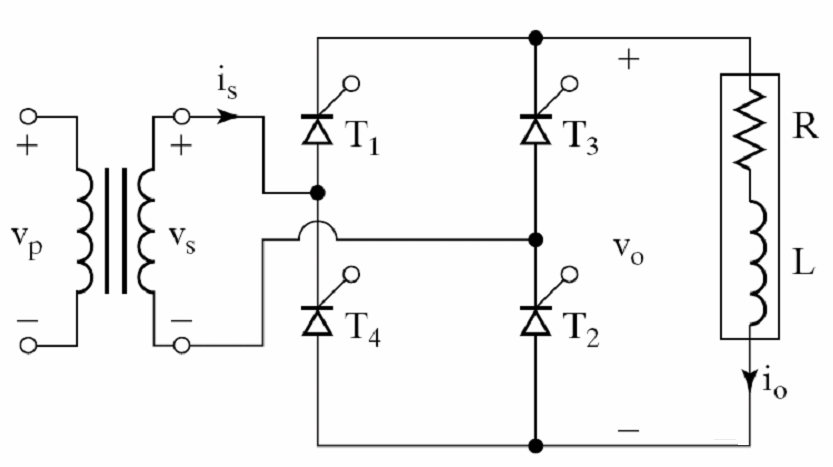 i_s
+
T_1
T_3
R
+
+
v_p
v_s
v_o
L
T_4
T_2
−
−
−
i_o